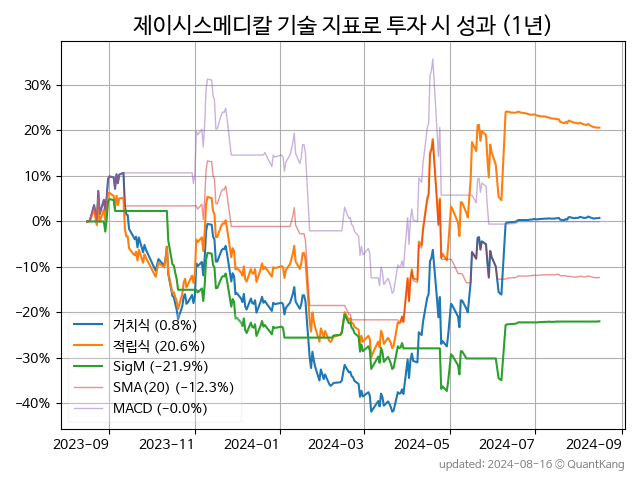 제이시스메디칼 기술 지표로 투자 시 성과 (1년)
30%
20%
10%
0%
−10%
−20%
−30%
−40%
거치식 (0.8%)
적립식 (20.6%)
SigM (−21.9%)
SMA(20) (−12.3%)
MACD (−0.0%)
2023-09 2023-11 2024-01 2024-03 2024-05 2024-07 2024-09
updated: 2024-08-16 © QuantKang